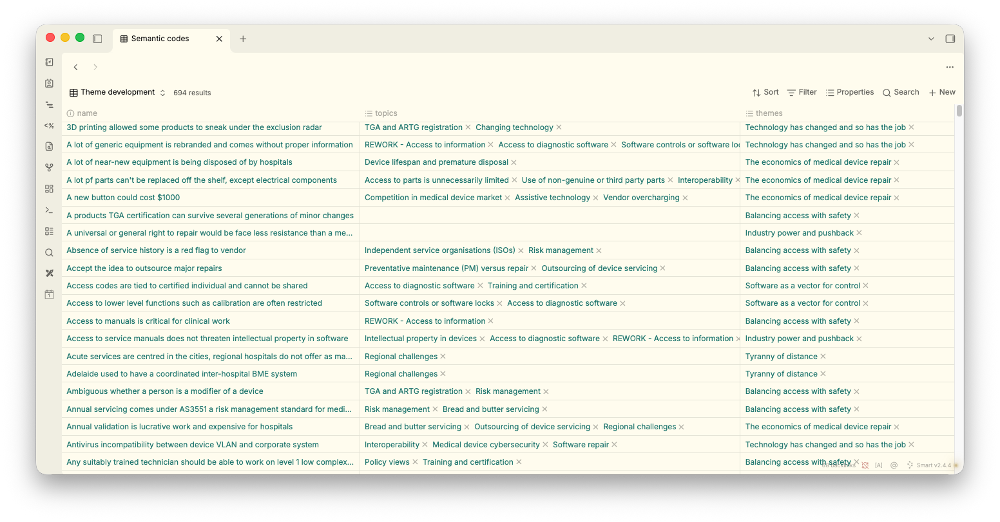 Semantic codes
Theme development 694 results Sort Filter Properties Search New
name topics themes
3D printing allowed some products to sneak under the exclusion radar TGA and ARTG registration Changing technology Technology has changed and so has the job
A lot of generic equipment is rebranded and comes without proper information REWORK - Access to information Access to diagnostic software Software controls or software loc Technology has changed and so has the job
A lot of near-new equipment is being disposed of by hospitals Device lifespan and premature disposal The economics of medical device repair
A lot pf parts can't be replaced off the shelf, except electrical components Access to parts is unnecessarily limited Use of non-genuine or third party parts Interoperability The economics of medical device repair
A new button could cost $1000 Competition in medical device market Assistive technology Vendor overcharging The economics of medical device repair
A products TGA certification can survive several generations of minor changes Balancing access with safety
A universal or general right to repair would be face less resistance than a me... Industry power and pushback
Absence of service history is a red flag to vendor Independent service organisations (ISOs) Risk management Balancing access with safety
Accept the idea to outsource major repairs Preventative maintenance (PM) versus repair Outsourcing of device servicing Balancing access with safety
Access codes are tied to certified individual and cannot be shared Access to diagnostic software Training and certification Software as a vector for control
Access to lower level functions such as calibration are often restricted Software controls or software locks Access to diagnostic software Software as a vector for control
Access to manuals is critical for clinical work REWORK - Access to information Balancing access with safety
Access to service manuals does not threaten intellectual property in software Intellectual property in devices Access to diagnostic software REWORK - Access to information Industry power and pushback
Acute services are centred in the cities, regional hospitals do not offer as ma... Regional challenges Tyranny of distance
Adelaide used to have a coordinated inter-hospital BME system Regional challenges Tyranny of distance
Ambiguous whether a person is a modifier of a device TGA and ARTG registration Risk management Balancing access with safety
Annual servicing comes under AS3551 a risk management standard for medi... Risk management Bread and butter servicing Balancing access with safety
Annual validation is lucrative work and expensive for hospitals Bread and butter servicing Outsourcing of device servicing Regional challenges The economics of medical device repair
Antivirus incompatibility between device VLAN and corporate system Interoperability Medical device cybersecurity Software repair Technology has changed and so has the job
Any suitably trained technician should be able to work on level 1 low complex... Policy views Training and certification Balancing access with safety
backlinks [A] @ Smart v2.4.4